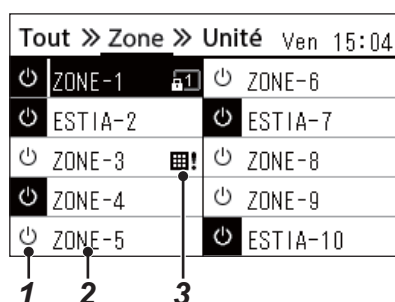 Tout ≫ Zone ≫ Unité Ven 15:04
ZONE-1 1 ZONE-6
ESTIA-2 ESTIA-7
ZONE-3 ! ZONE-8
ZONE-4 ZONE-9
ZONE-5 ESTIA-10
1 2 3